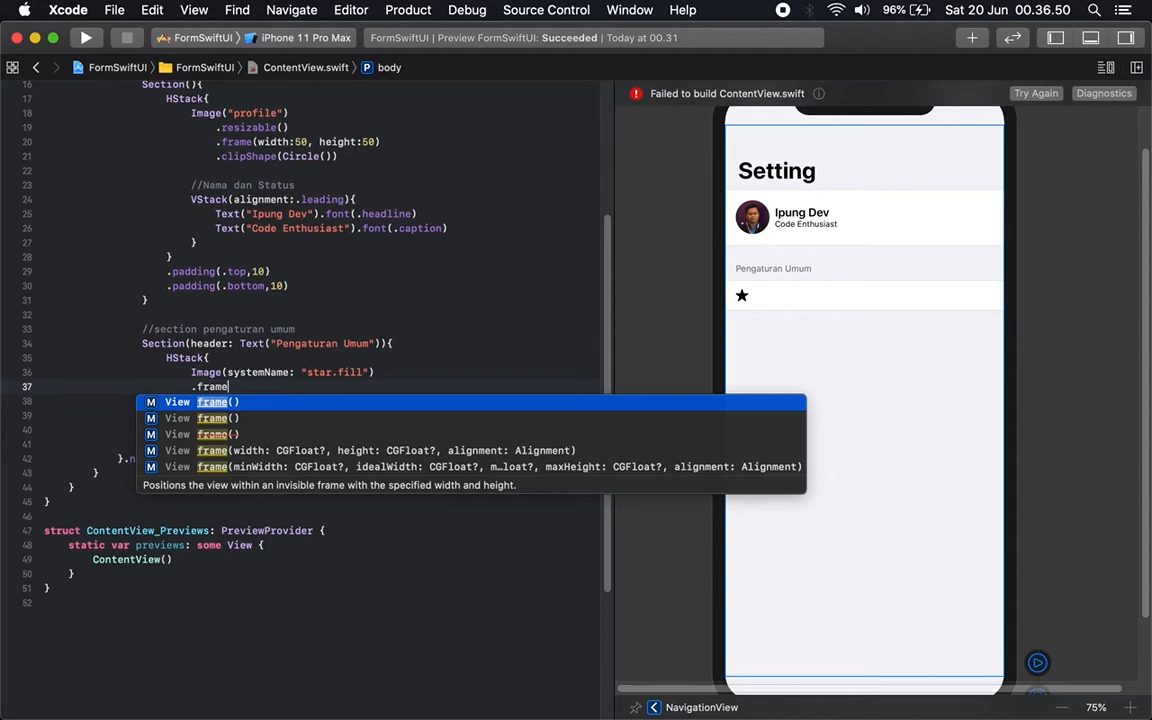 Xcode File Edit View Find Navigate Editor Product Debug Source Control Window Help 96% Sat 20 Jun 00.36.50
FormSwiftUI iPhone 11 Pro Max FormSwiftUI | Preview FormSwiftUI: Succeeded | Today at 00.31
FormSwiftUI FormSwiftUI ContentView.swift P body
16 Section(){
17 HStack{
18 Image("profile")
19 .resizable()
20 .frame(width:50, height:50)
21 .clipShape(Circle())
22
23 //Nama dan Status
24 VStack(alignment:.leading){
25 Text("Ipung Dev").font(.headline)
26 Text("Code Enthusiast").font(.caption)
27 }
28 }
29 .padding(.top,10)
30 .padding(.bottom,10)
31 }
32
33 //section pengaturan umum
34 Section(header: Text("Pengaturan Umum")){
35 HStack{
36 Image(systemName: "star.fill")
37 .frame
38 M View frame()
39 M View frame()
40 M View frame()
41 M View frame(width: CGFloat?, height: CGFloat?, alignment: Alignment)
M View frame(minWidth: CGFloat?, idealWidth: CGFloat?, m…loat?, maxHeight: CGFloat?, alignment: Alignment)
Positions the view within an invisible frame with the specified width and height.
42 }.n
43 }
44 }
45 }
46
47 struct ContentView_Previews: PreviewProvider {
48 static var previews: some View {
49 ContentView()
50 }
51 }
52
Failed to build ContentView.swift Try Again Diagnostics
Setting
Ipung Dev
Code Enthusiast
Pengaturan Umum
NavigationView 75%